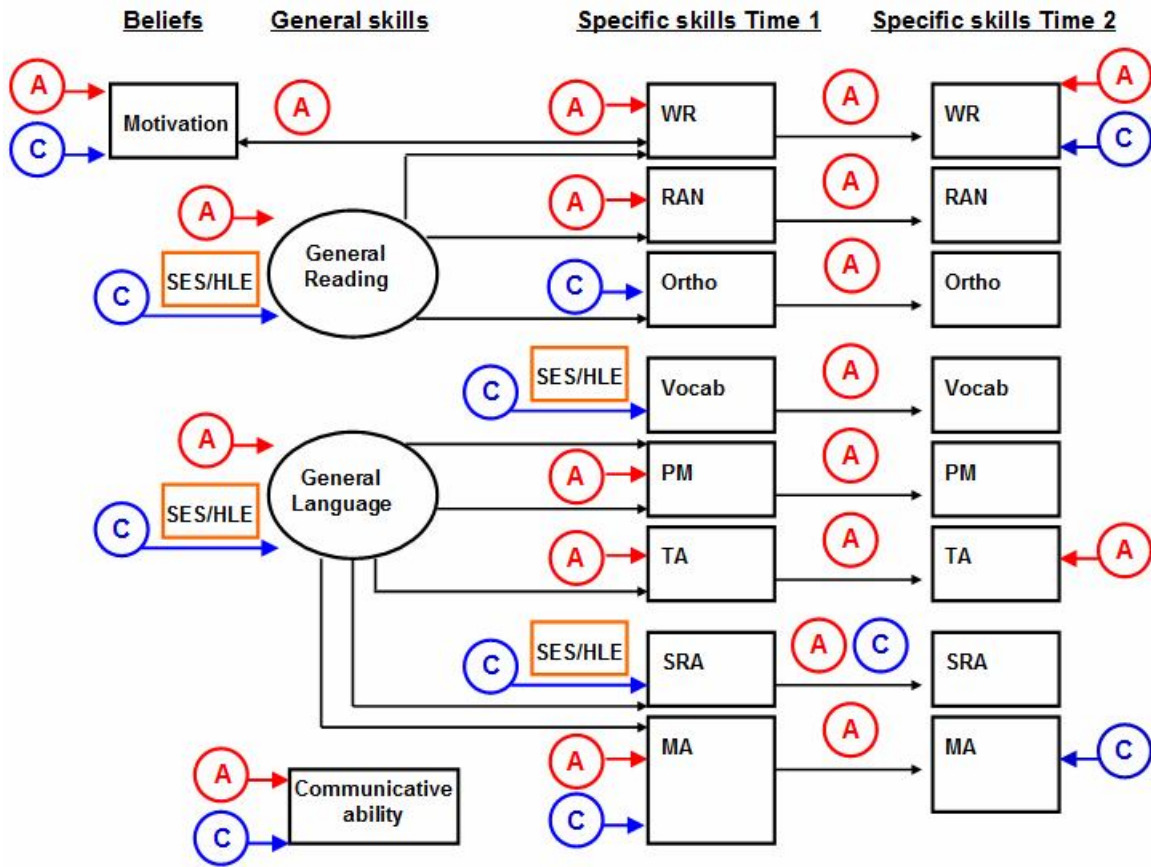 Beliefs General skills Specific skills Time 1 Specific skills Time 2
A A A A A
Motivation WR WR
C C
A A A
RAN RAN
General
Reading
SES/HLE A
C C Ortho Ortho
SES/HLE A
C Vocab Vocab
A A
General
Language
A PM PM
SES/HLE
C A A A
TA TA
SES/HLE A C
C SRA SRA
A
MA MA C
A A
Communicative
ability
C C